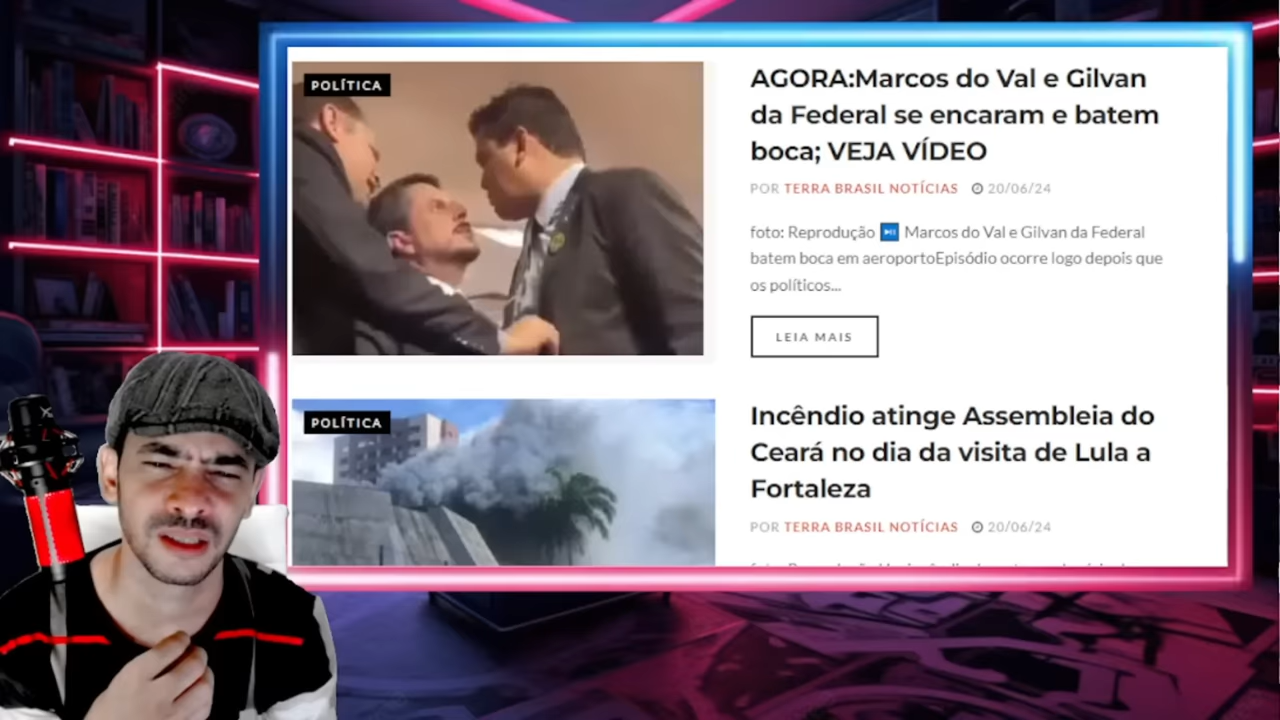 POLÍTICA
AGORA:Marcos do Val e Gilvan
da Federal se encaram e batem
boca; VEJA VÍDEO
POR TERRA BRASIL NOTÍCIAS 20/06/24
foto: Reprodução ⏯ Marcos do Val e Gilvan da Federal
batem boca em aeroportoEpisódio ocorre logo depois que
os políticos...
LEIA MAIS
POLÍTICA
Incêndio atinge Assembleia do
Ceará no dia da visita de Lula a
Fortaleza
POR TERRA BRASIL NOTÍCIAS 20/06/24